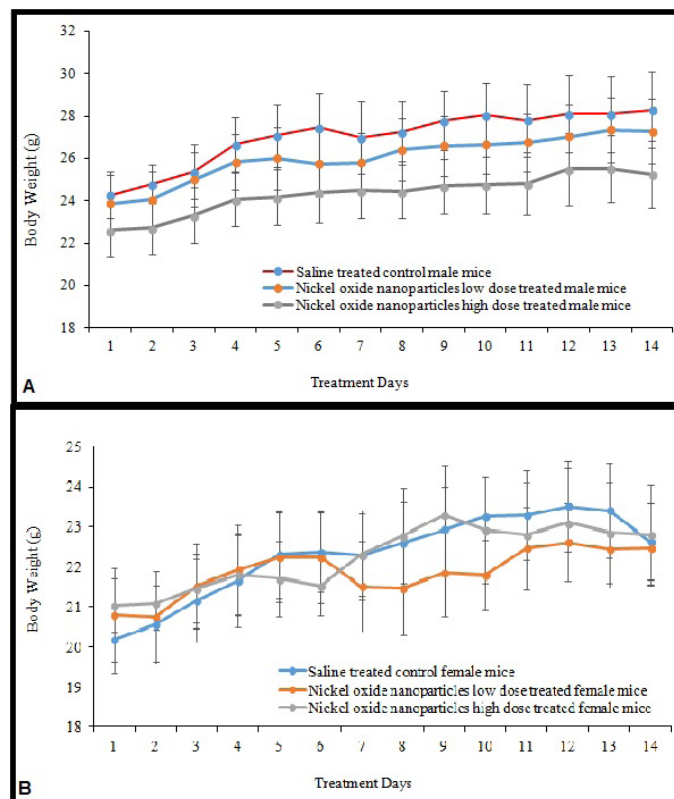 32
30
28
26
24
22
20
18
Body Weight (g)
Saline treated control male mice
Nickel oxide nanoparticles low dose treated male mice
Nickel oxide nanoparticles high dose treated male mice
1 2 3 4 5 6 7 8 9 10 11 12 13 14
Treatment Days
A
25
24
23
22
21
20
19
18
Body Weight (g)
Saline treated control female mice
Nickel oxide nanoparticles low dose treated female mice
Nickel oxide nanoparticles high dose treated female mice
1 2 3 4 5 6 7 8 9 10 11 12 13 14
Treatment Days
B